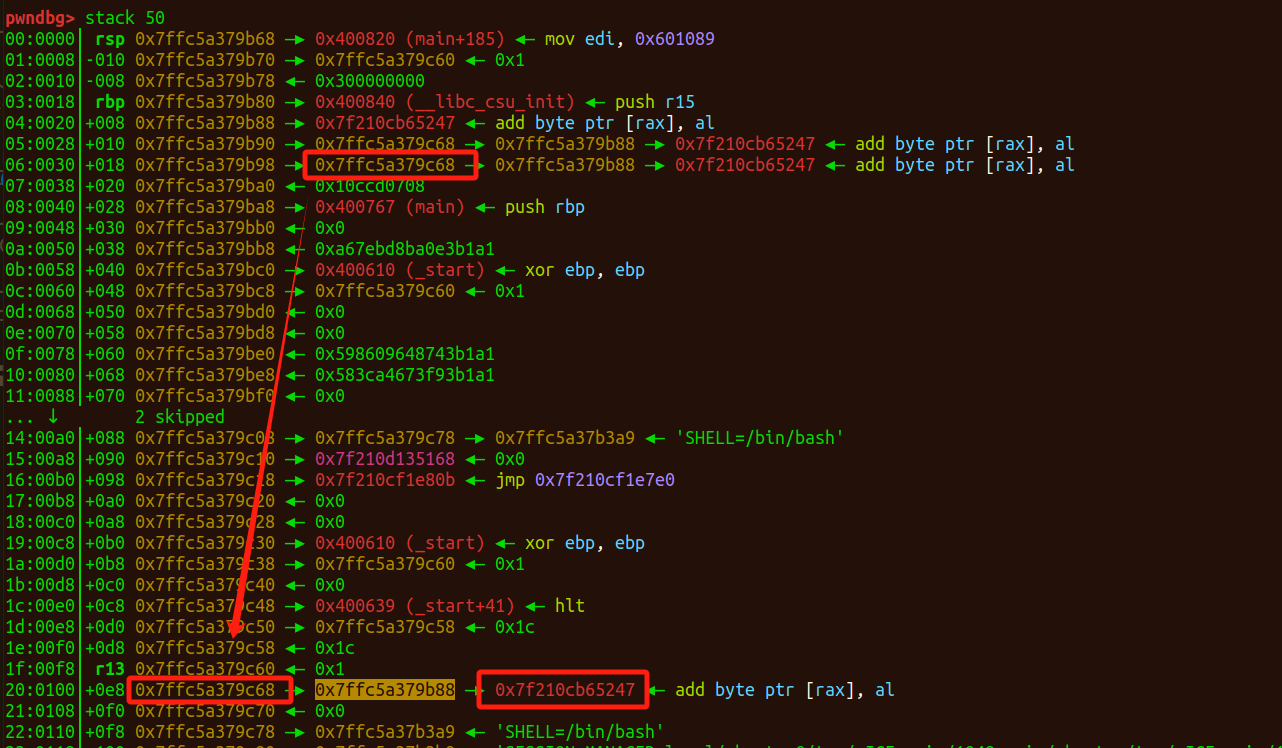 pwndbg> stack 50
00:0000│ rsp 0x7ffc5a379b68 —▸ 0x400820 (main+185) ◂— mov edi, 0x601089
01:0008│-010 0x7ffc5a379b70 —▸ 0x7ffc5a379c60 ◂— 0x1
02:0010│-008 0x7ffc5a379b78 ◂— 0x300000000
03:0018│ rbp 0x7ffc5a379b80 —▸ 0x400840 (__libc_csu_init) ◂— push r15
04:0020│+008 0x7ffc5a379b88 —▸ 0x7f210cb65247 ◂— add byte ptr [rax], al
05:0028│+010 0x7ffc5a379b90 —▸ 0x7ffc5a379c68 —▸ 0x7ffc5a379b88 —▸ 0x7f210cb65247 ◂— add byte ptr [rax], al
06:0030│+018 0x7ffc5a379b98 —▸ 0x7ffc5a379c68 —▸ 0x7ffc5a379b88 —▸ 0x7f210cb65247 ◂— add byte ptr [rax], al
07:0038│+020 0x7ffc5a379ba0 ◂— 0x10ccd0708
08:0040│+028 0x7ffc5a379ba8 —▸ 0x400767 (main) ◂— push rbp
09:0048│+030 0x7ffc5a379bb0 ◂— 0x0
0a:0050│+038 0x7ffc5a379bb8 ◂— 0xa67ebd8ba0e3b1a1
0b:0058│+040 0x7ffc5a379bc0 —▸ 0x400610 (_start) ◂— xor ebp, ebp
0c:0060│+048 0x7ffc5a379bc8 —▸ 0x7ffc5a379c60 ◂— 0x1
0d:0068│+050 0x7ffc5a379bd0 ◂— 0x0
0e:0070│+058 0x7ffc5a379bd8 ◂— 0x0
0f:0078│+060 0x7ffc5a379be0 ◂— 0x598609648743b1a1
10:0080│+068 0x7ffc5a379be8 ◂— 0x583ca4673f93b1a1
11:0088│+070 0x7ffc5a379bf0 ◂— 0x0
... ↓ 2 skipped
14:00a0│+088 0x7ffc5a379c08 —▸ 0x7ffc5a379c78 —▸ 0x7ffc5a37b3a9 ◂— 'SHELL=/bin/bash'
15:00a8│+090 0x7ffc5a379c10 —▸ 0x7f210d135168 ◂— 0x0
16:00b0│+098 0x7ffc5a379c18 —▸ 0x7f210cf1e80b ◂— jmp 0x7f210cf1e7e0
17:00b8│+0a0 0x7ffc5a379c20 ◂— 0x0
18:00c0│+0a8 0x7ffc5a379c28 ◂— 0x0
19:00c8│+0b0 0x7ffc5a379c30 —▸ 0x400610 (_start) ◂— xor ebp, ebp
1a:00d0│+0b8 0x7ffc5a379c38 —▸ 0x7ffc5a379c60 ◂— 0x1
1b:00d8│+0c0 0x7ffc5a379c40 ◂— 0x0
1c:00e0│+0c8 0x7ffc5a379c48 —▸ 0x400639 (_start+41) ◂— hlt
1d:00e8│+0d0 0x7ffc5a379c50 —▸ 0x7ffc5a379c58 ◂— 0x1c
1e:00f0│+0d8 0x7ffc5a379c58 ◂— 0x1c
1f:00f8│ r13 0x7ffc5a379c60 ◂— 0x1
20:0100│+0e8 0x7ffc5a379c68 —▸ 0x7ffc5a379b88 —▸ 0x7f210cb65247 ◂— add byte ptr [rax], al
21:0108│+0f0 0x7ffc5a379c70 ◂— 0x0
22:0110│+0f8 0x7ffc5a379c78 —▸ 0x7ffc5a37b3a9 ◂— 'SHELL=/bin/bash'